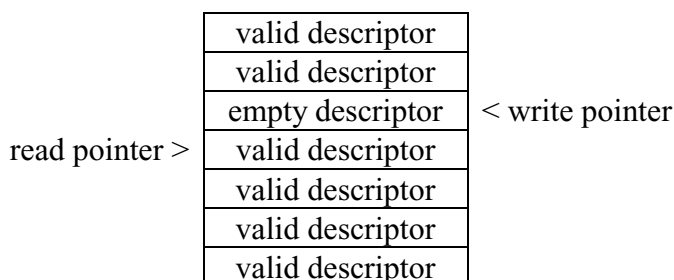 valid descriptor
valid descriptor
empty descriptor < write pointer
read pointer > valid descriptor
valid descriptor
valid descriptor
valid descriptor